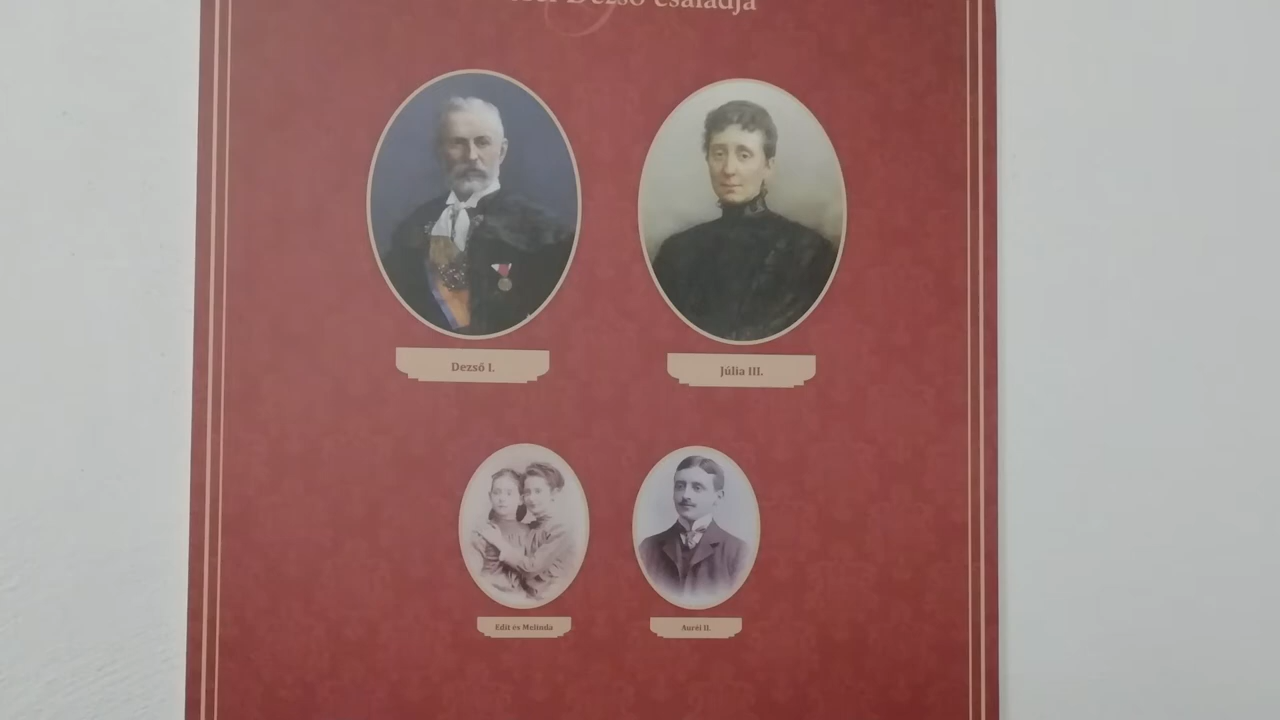 Dezső családja
Dezső I.
Júlia III.
Edit és Melinda
Aurél II.